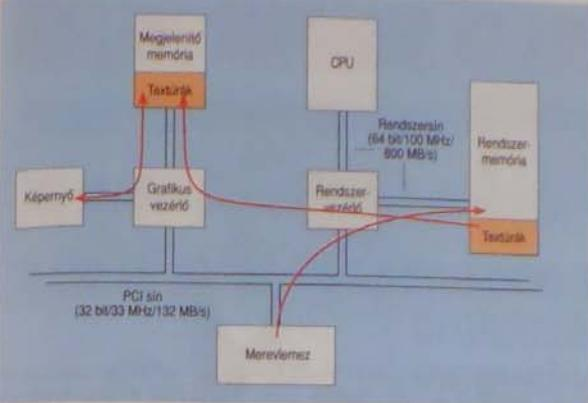 Megjelenítő
memória
Textúrák
CPU
Rendszersín
(64 bit/100 MHz/
800 MB/s)
Rendszer-
memória
Textúrák
Képernyő
Grafikus
vezérlő
Rendszer-
vezérlő
PCI sín
(32 bit/33 MHz/132 MB/s)
Merevlemez